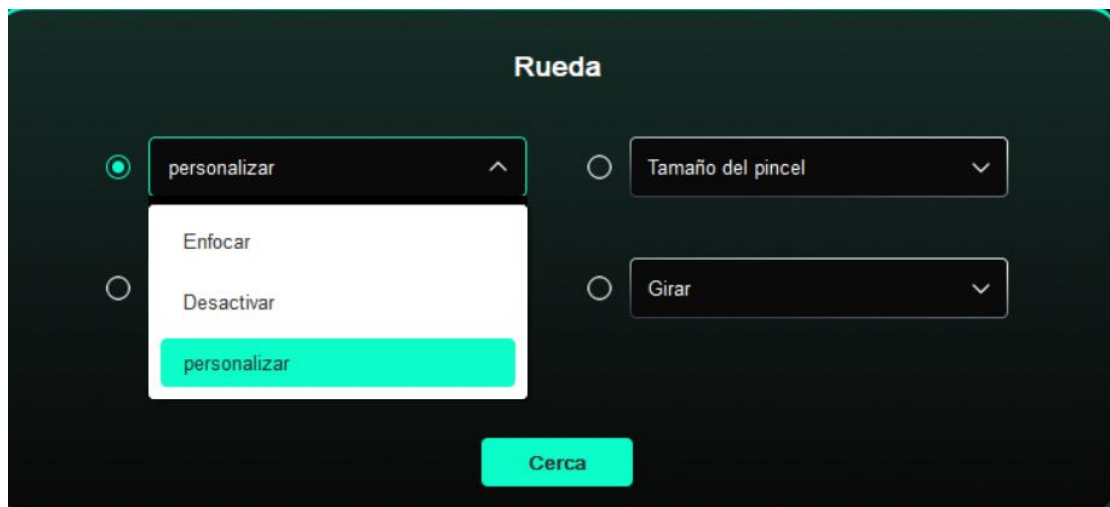 Rueda
personalizar
Tamaño del pincel
Enfocar
Desactivar
Girar
personalizar
Cerca